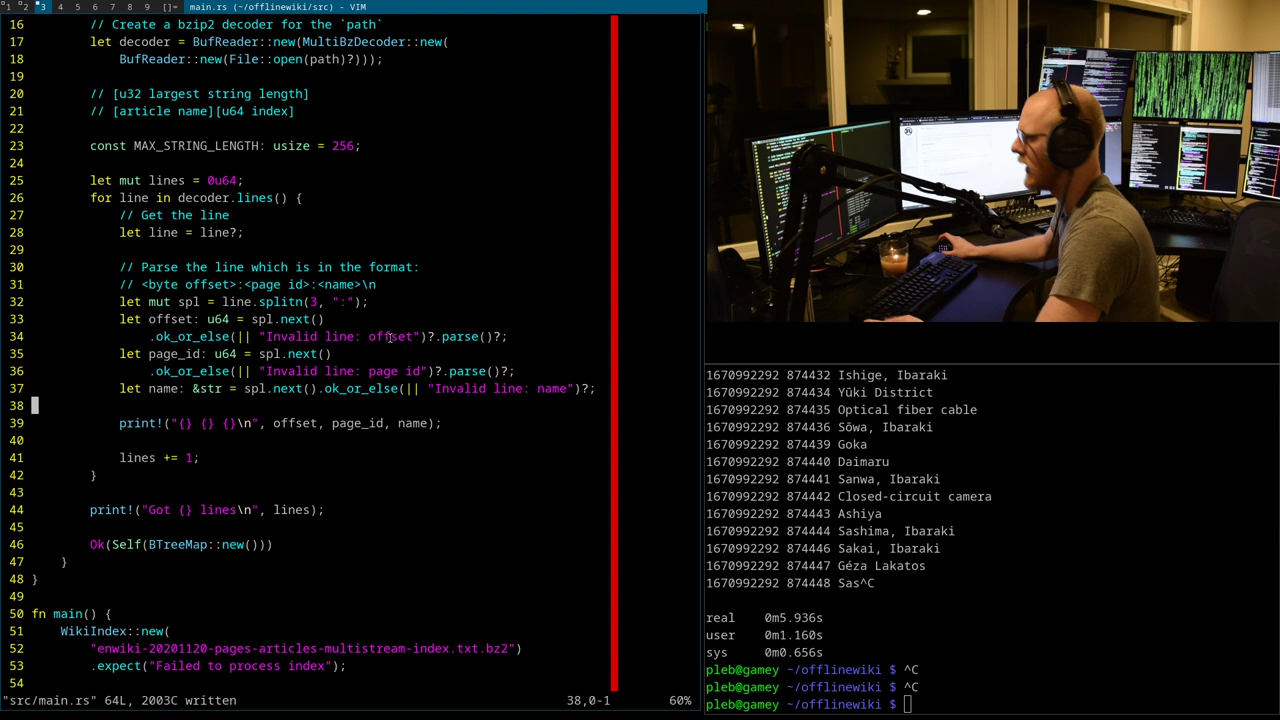 1 2 3 4 5 6 7 8 9 []= main.rs (~/offlinewiki/src) - VIM
16 // Create a bzip2 decoder for the `path`
17 let decoder = BufReader::new(MultiBzDecoder::new(
18 BufReader::new(File::open(path)?)));
19
20 // [u32 largest string length]
21 // [article name][u64 index]
22
23 const MAX_STRING_LENGTH: usize = 256;
24
25 let mut lines = 0u64;
26 for line in decoder.lines() {
27 // Get the line
28 let line = line?;
29
30 // Parse the line which is in the format:
31 // <byte offset>:<page id>:<name>\n
32 let mut spl = line.splitn(3, ":");
33 let offset: u64 = spl.next()
34 .ok_or_else(|| "Invalid line: offset")?.parse()?;
35 let page_id: u64 = spl.next()
36 .ok_or_else(|| "Invalid line: page id")?.parse()?;
37 let name: &str = spl.next().ok_or_else(|| "Invalid line: name")?;
38
39 print!("{} {} {}\n", offset, page_id, name);
40
41 lines += 1;
42 }
43
44 print!("Got {} lines\n", lines);
45
46 Ok(Self(BTreeMap::new()))
47 }
48 }
49
50 fn main() {
51 WikiIndex::new(
52 "enwiki-20201120-pages-articles-multistream-index.txt.bz2")
53 .expect("Failed to process index");
54
"src/main.rs" 64L, 2003C written 38,0-1 60%
1670992292 874432 Ishige, Ibaraki
1670992292 874434 Yūki District
1670992292 874435 Optical fiber cable
1670992292 874436 Sōwa, Ibaraki
1670992292 874439 Goka
1670992292 874440 Daimaru
1670992292 874441 Sanwa, Ibaraki
1670992292 874442 Closed-circuit camera
1670992292 874443 Ashiya
1670992292 874444 Sashima, Ibaraki
1670992292 874446 Sakai, Ibaraki
1670992292 874447 Géza Lakatos
1670992292 874448 Sas^C
real 0m5.936s
user 0m1.160s
sys 0m0.656s
pleb@gamey ~/offlinewiki $ ^C
pleb@gamey ~/offlinewiki $ ^C
pleb@gamey ~/offlinewiki $